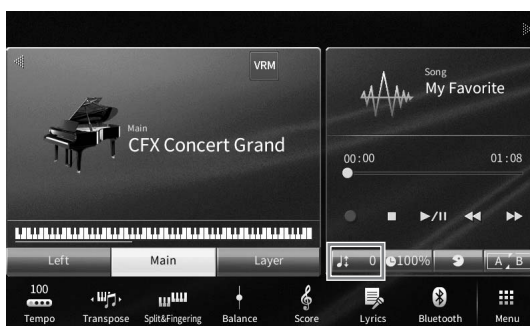 VRM
Main
CFX Concert Grand
Left
Main
Layer
Song
My Favorite
00:00
01:08
0
100%
A B
100
Tempo
Transpose
Split&Fingering
Balance
Score
Lyrics
Bluetooth
Menu